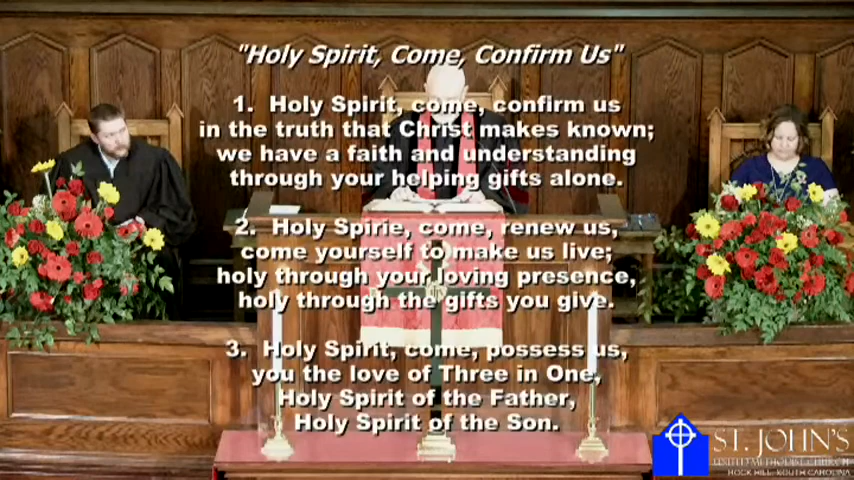 "Holy Spirit, Come, Confirm Us"
1. Holy Spirit, come, confirm us
in the truth that Christ makes known;
we have a faith and understanding
through your helping gifts alone.
2. Holy Spirie, come, renew us,
come yourself to make us live;
holy through your loving presence,
holy through the gifts you give.
3. Holy Spirit, come, possess us,
you the love of Three in One,
Holy Spirit of the Father,
Holy Spirit of the Son.
ST. JOHN'S
UNITED METHODIST CHURCH
ROCK HILL, SOUTH CAROLINA